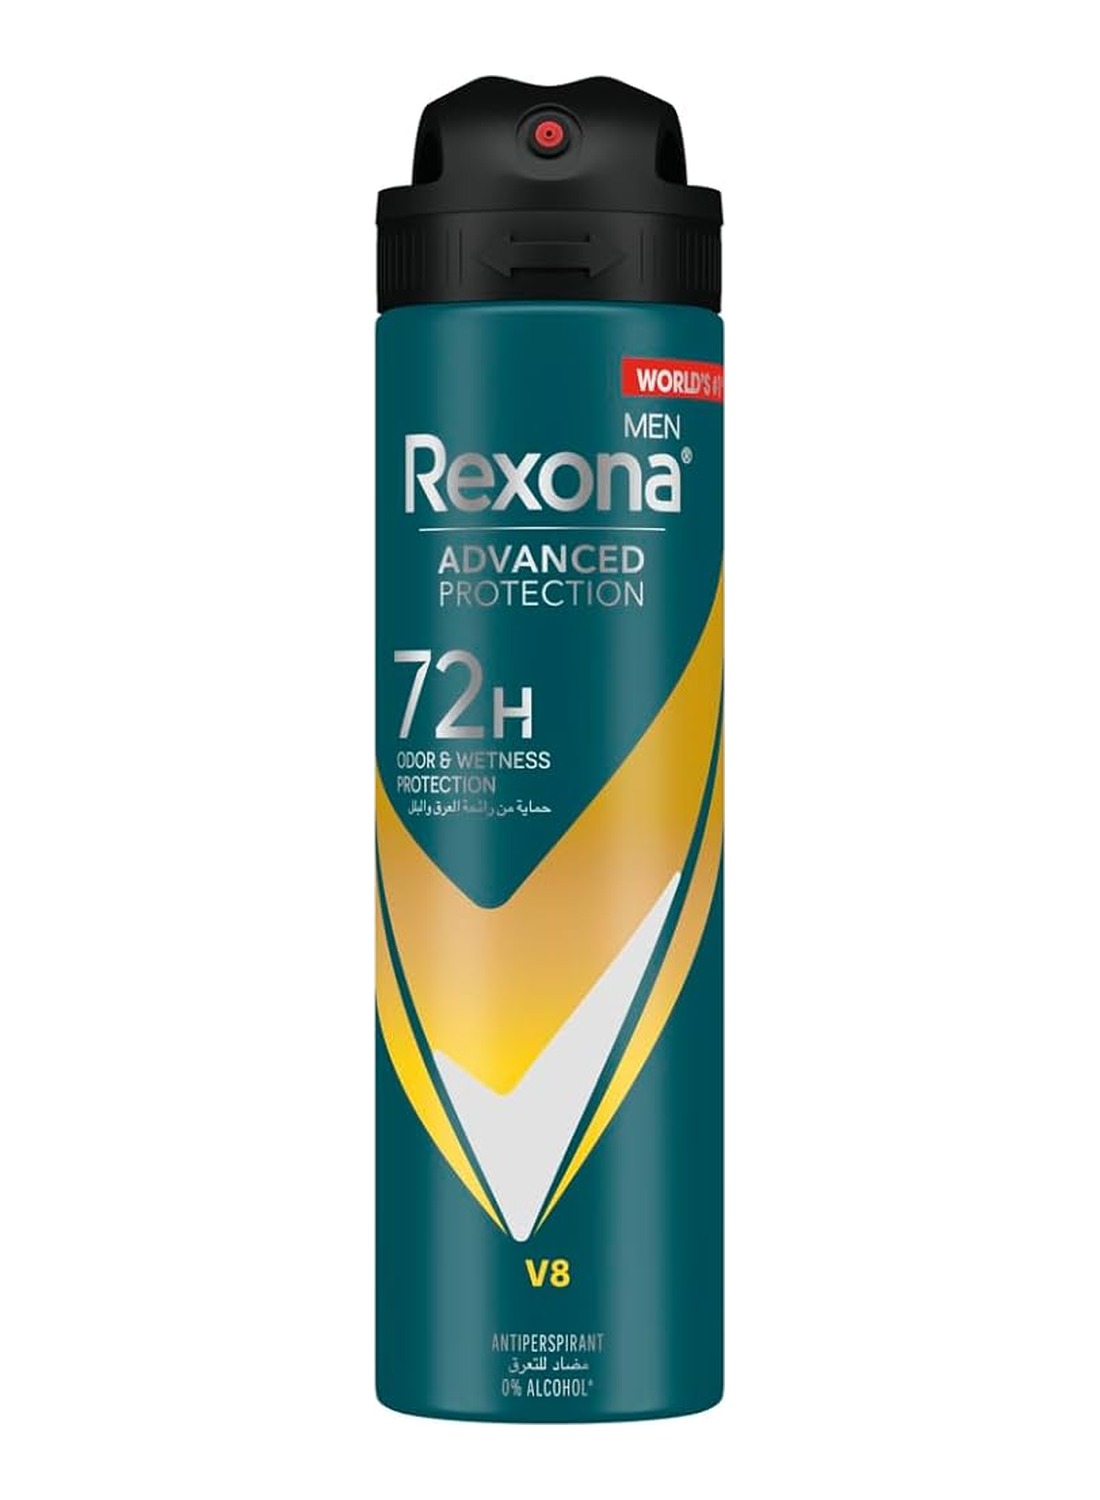 WORLD'S #1
MEN
Rexona®
ADVANCED
PROTECTION
72H
ODOR & WETNESS
PROTECTION
حماية من رائحة العرق والبلل
V8
ANTIPERSPIRANT
مضاد للتعرق
0% ALCOHOL*